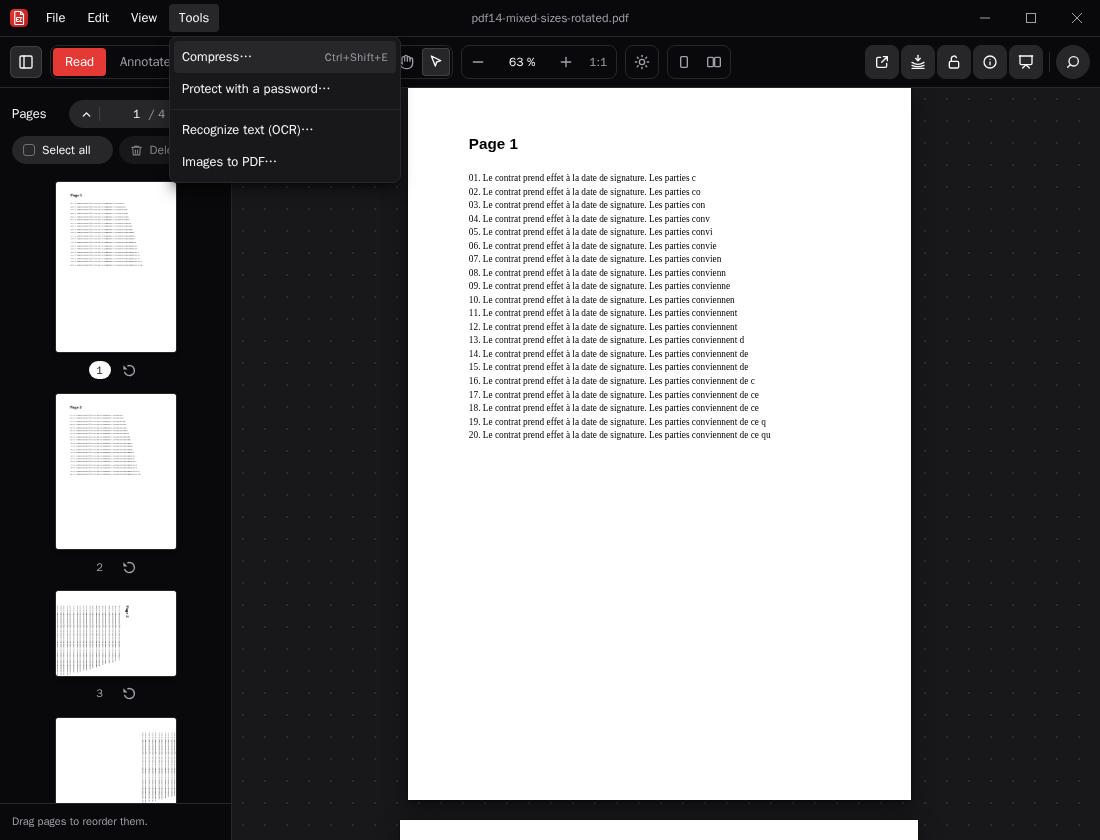 File Edit View Tools
pdf14-mixed-sizes-rotated.pdf
Read Annotate 63 % 1:1
Compress··· Ctrl+Shift+E
Protect with a password···
Recognize text (OCR)···
Images to PDF···
Pages 1 / 4
Select all
Page 1
1
Page 2
2
3
Drag pages to reorder them.
Page 1
01. Le contrat prend effet à la date de signature. Les parties c
02. Le contrat prend effet à la date de signature. Les parties co
03. Le contrat prend effet à la date de signature. Les parties con
04. Le contrat prend effet à la date de signature. Les parties conv
05. Le contrat prend effet à la date de signature. Les parties convi
06. Le contrat prend effet à la date de signature. Les parties convie
07. Le contrat prend effet à la date de signature. Les parties convien
08. Le contrat prend effet à la date de signature. Les parties convienn
09. Le contrat prend effet à la date de signature. Les parties convienne
10. Le contrat prend effet à la date de signature. Les parties conviennen
11. Le contrat prend effet à la date de signature. Les parties conviennent
12. Le contrat prend effet à la date de signature. Les parties conviennent
13. Le contrat prend effet à la date de signature. Les parties conviennent d
14. Le contrat prend effet à la date de signature. Les parties conviennent de
15. Le contrat prend effet à la date de signature. Les parties conviennent de
16. Le contrat prend effet à la date de signature. Les parties conviennent de c
17. Le contrat prend effet à la date de signature. Les parties conviennent de ce
18. Le contrat prend effet à la date de signature. Les parties conviennent de ce
19. Le contrat prend effet à la date de signature. Les parties conviennent de ce q
20. Le contrat prend effet à la date de signature. Les parties conviennent de ce qu